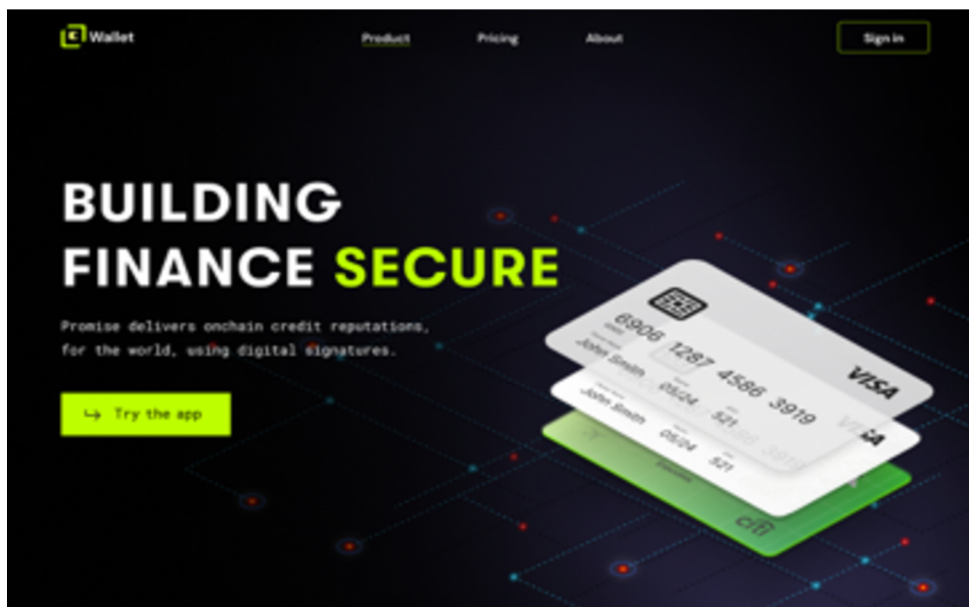 Wallet
Product
Pricing
About
Sign in
BUILDING
FINANCE SECURE
Promise delivers onchain credit reputations,
for the world, using digital signatures.
Try the app
6908 1287 4586 3919
John Smith 05/24 521
VISA
John Smith 05/24 521
citi